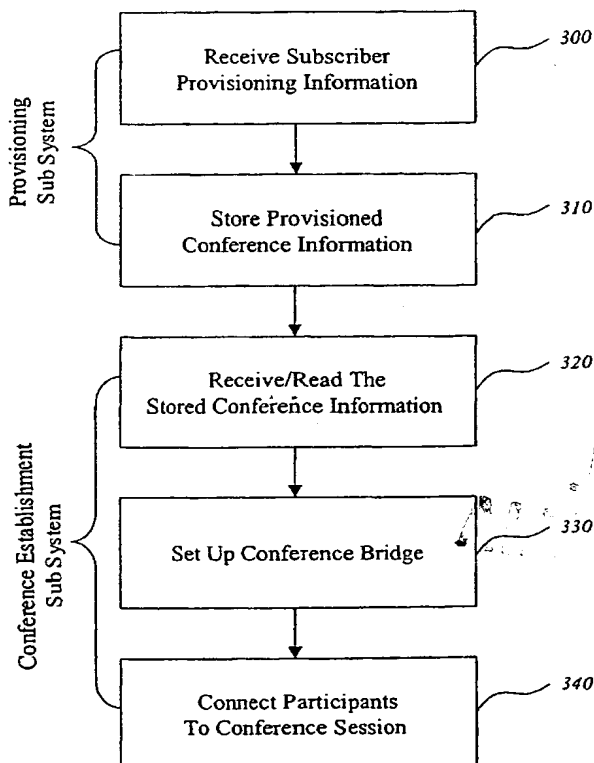 Receive Subscriber
Provisioning Information
300
Provisioning
Sub System
Store Provisioned
Conference Information
310
Receive/Read The
Stored Conference Information
320
Conference Establishment
Sub System
Set Up Conference Bridge
330
Connect Participants
To Conference Session
340